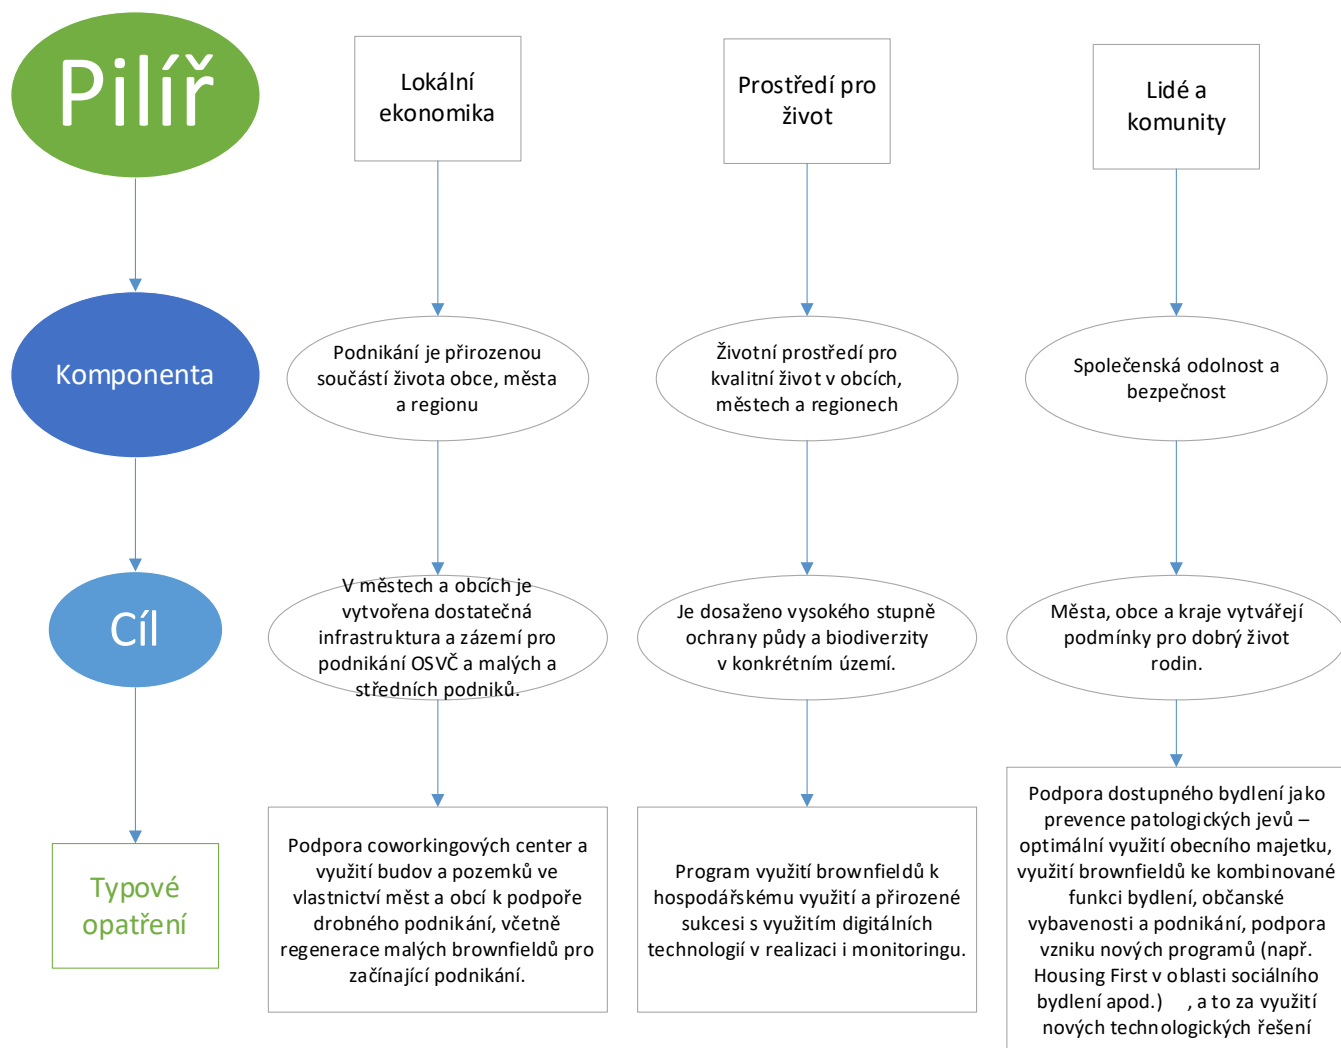 Pilíř
Lokální
ekonomika
Prostředí pro
život
Lidé a
komunity
Komponenta
Podnikání je přirozenou
součástí života obce, města
a regionu
Životní prostředí pro
kvalitní život v obcích,
městech a regionech
Společenská odolnost a
bezpečnost
Cíl
V městech a obcích je
vytvořena dostatečná
infrastruktura a zázemí pro
podnikání OSVČ a malých a
středních podniků.
Je dosaženo vysokého stupně
ochrany půdy a biodiverzity
v konkrétním území.
Města, obce a kraje vytvářejí
podmínky pro dobrý život
rodin.
Typové
opatření
Podpora coworkingových center a
využití budov a pozemků ve
vlastnictví měst a obcí k podpoře
drobného podnikání, včetně
regenerace malých brownfieldů pro
začínající podnikání.
Program využití brownfieldů k
hospodářskému využití a přirozené
sukcesi s využitím digitálních
technologií v realizaci i monitoringu.
Podpora dostupného bydlení jako
prevence patologických jevů –
optimální využití obecního majetku,
využití brownfieldů ke kombinované
funkci bydlení, občanské
vybavenosti a podnikání, podpora
vzniku nových programů (např.
Housing First v oblasti sociálního
bydlení apod.) , a to za využití
nových technologických řešení